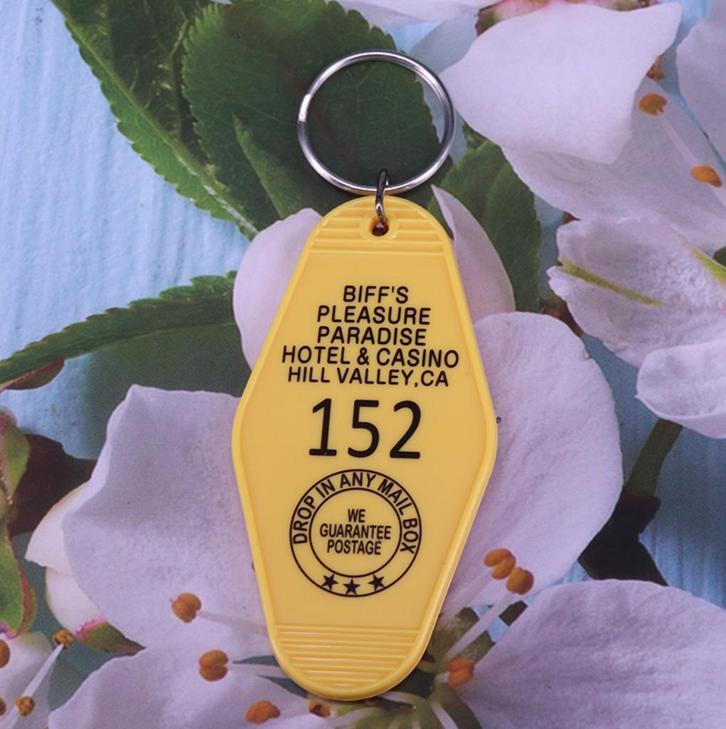 BIFF'S
PLEASURE
PARADISE
HOTEL & CASINO
HILL VALLEY,CA
152
DROP IN ANY MAIL BOX
WE
GUARANTEE
POSTAGE